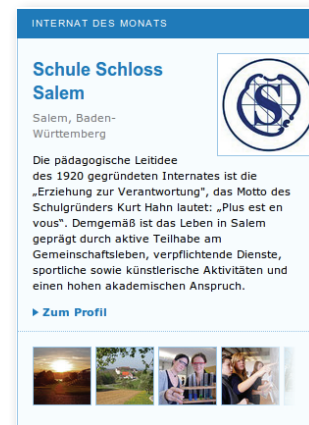 INTERNAT DES MONATS
Schule Schloss
Salem
Salem, Baden-
Württemberg
S
Die pädagogische Leitidee
des 1920 gegründeten Internates ist die
„Erziehung zur Verantwortung", das Motto des
Schulgründers Kurt Hahn lautet: „Plus est en
vous". Demgemäß ist das Leben in Salem
geprägt durch aktive Teilhabe am
Gemeinschaftsleben, verpflichtende Dienste,
sportliche sowie künstlerische Aktivitäten und
einen hohen akademischen Anspruch.
Zum Profil